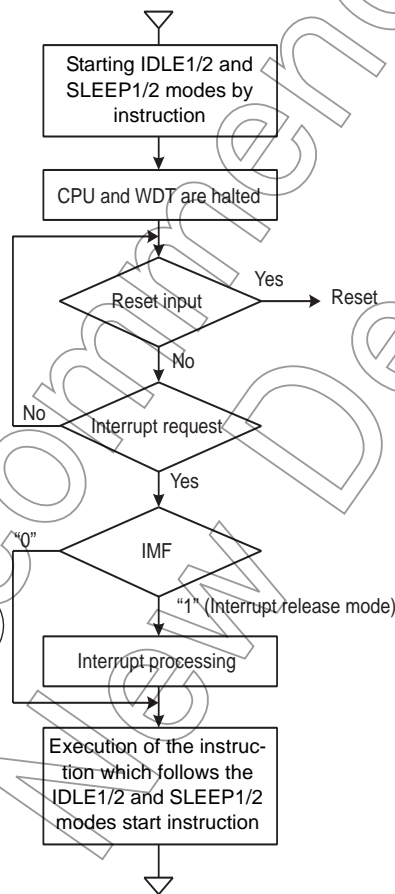 Starting IDLE1/2 and
SLEEP1/2 modes by
instruction
CPU and WDT are halted
Reset input
Yes
Reset
No
No
Interrupt request
Yes
“0”
IMF
“1” (Interrupt release mode)
Interrupt processing
Execution of the instruc-
tion which follows the
IDLE1/2 and SLEEP1/2
modes start instruction